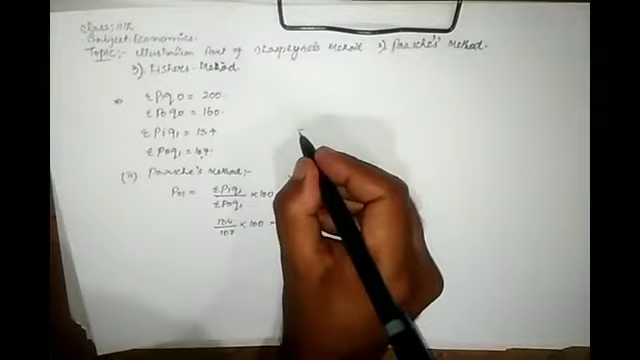 Class: 11th
Subject: Economics.
Topic:- illustration Part of 1) Laspeyre's Method 2) Paasche's Method.
3) Fisher's Method.
ΣP1q0 = 200.
ΣP0q0 = 160.
ΣP1q1 = 134
ΣP0q1 = 107.
(ii) Paasche's Method:-
P01 = ΣP1q1 / ΣP0q1 × 100
134 / 107 × 100 =